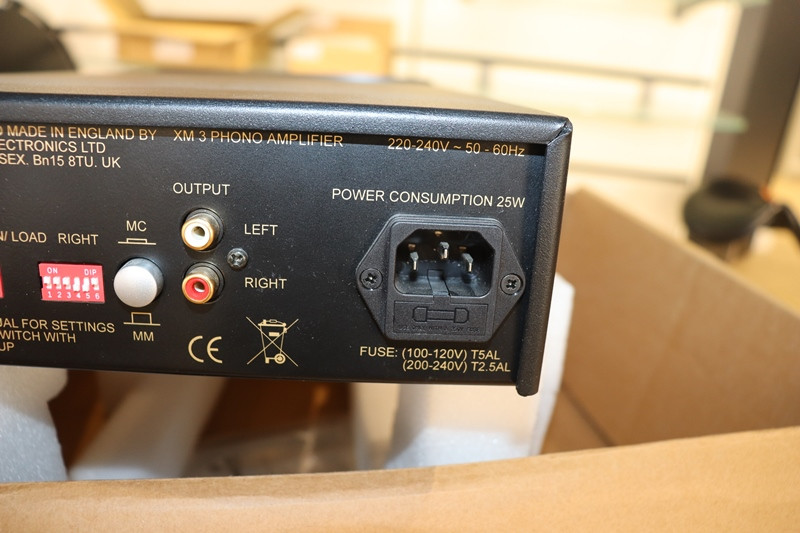 D MADE IN ENGLAND BY XM 3 PHONO AMPLIFIER 220-240V ~ 50 - 60Hz
ECTRONICS LTD
SEX. Bn15 8TU. UK
POWER CONSUMPTION 25W
OUTPUT
LEFT
RIGHT
N/ LOAD RIGHT
MC
ON DIP
1 2 3 4 5 6
MM
UAL FOR SETTINGS
WITCH WITH
UP
CE
FUSE: (100-120V) T5AL
(200-240V) T2.5AL